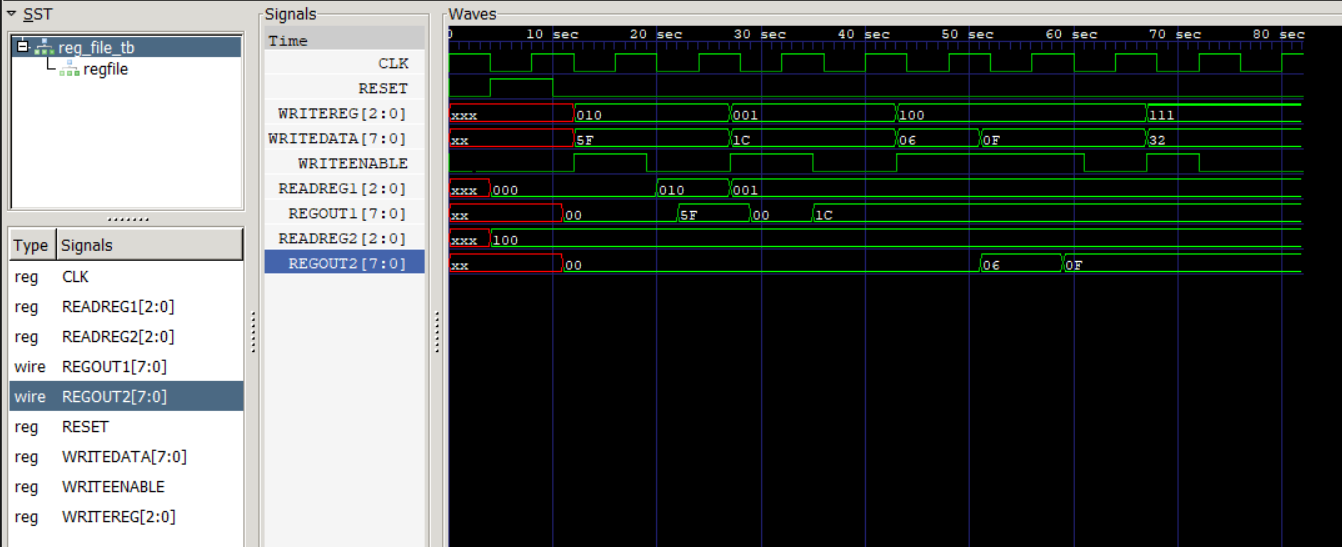 SST
reg_file_tb
regfile
Type Signals
reg CLK
reg READREG1[2:0]
reg READREG2[2:0]
wire REGOUT1[7:0]
wire REGOUT2[7:0]
reg RESET
reg WRITEDATA[7:0]
reg WRITEENABLE
reg WRITEREG[2:0]
Signals
Time
CLK
RESET
WRITEREG[2:0]
WRITEDATA[7:0]
WRITEENABLE
READREG1[2:0]
REGOUT1[7:0]
READREG2[2:0]
REGOUT2[7:0]
Waves
0 10 sec 20 sec 30 sec 40 sec 50 sec 60 sec 70 sec 80 sec
xxx 010 001 100 111
xx 5F 1C 06 0F 32
xxx 000 010 001
xx 00 5F 00 1C
xxx 100
xx 00 06 0F